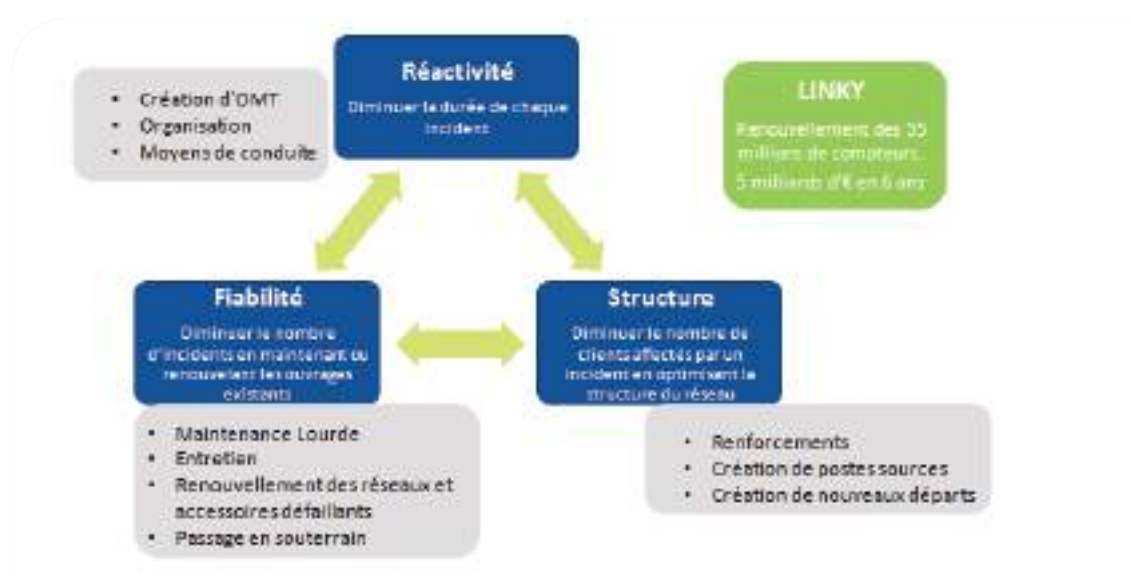 Réactivité
Diminuer la durée de chaque
incident
• Création d'OMT
• Organisation
• Moyens de conduite
LINKY
Renouvellement des 35
millions de compteurs.
5 milliards d'€ en 6 ans
Fiabilité
Diminuer le nombre
d'incidents en maintenant ou
renouvelant les ouvrages
existants
• Maintenance Lourde
• Entretien
• Renouvellement des réseaux et
accessoires défaillants
• Passage en souterrain
Structure
Diminuer le nombre de
clients affectés par un
incident en optimisant la
structure du réseau
• Renforcements
• Création de postes sources
• Création de nouveaux départs